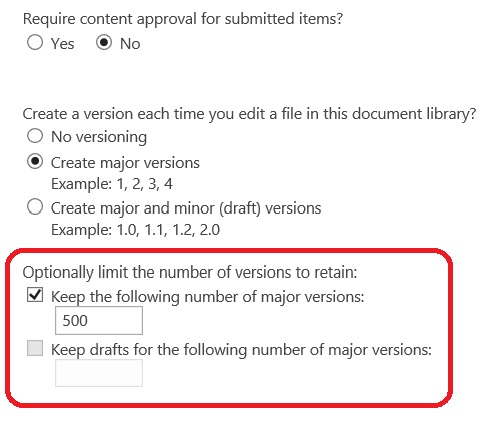 Require content approval for submitted items?
Yes No
Create a version each time you edit a file in this document library?
No versioning
Create major versions
Example: 1, 2, 3, 4
Create major and minor (draft) versions
Example: 1.0, 1.1, 1.2, 2.0
Optionally limit the number of versions to retain:
Keep the following number of major versions:
500
Keep drafts for the following number of major versions: